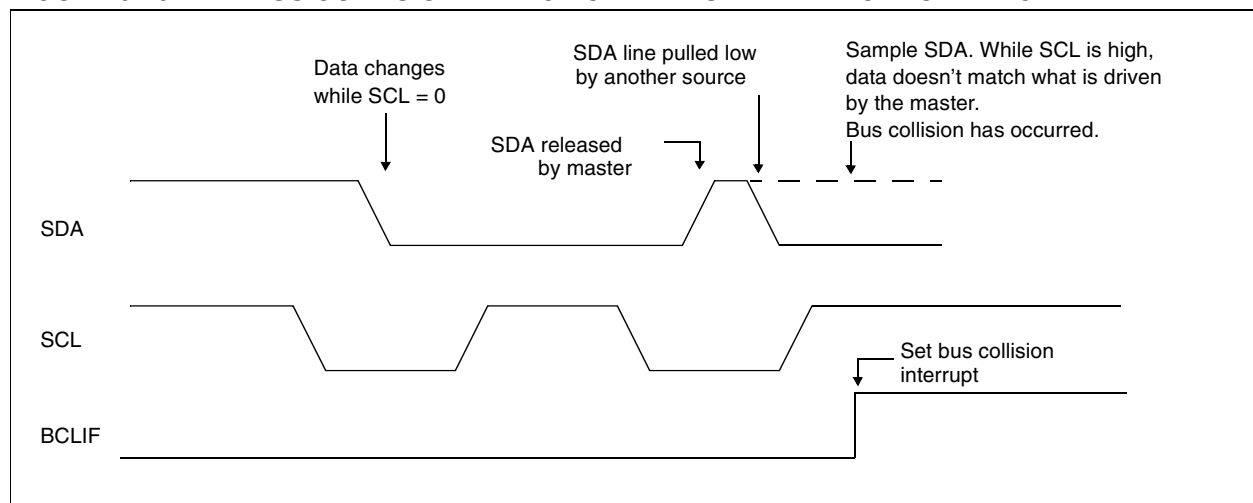 Data changes
while SCL = 0
SDA line pulled low
by another source
Sample SDA. While SCL is high,
data doesn't match what is driven
by the master.
Bus collision has occurred.
SDA released
by master
SDA
SCL
Set bus collision
interrupt
BCLIF